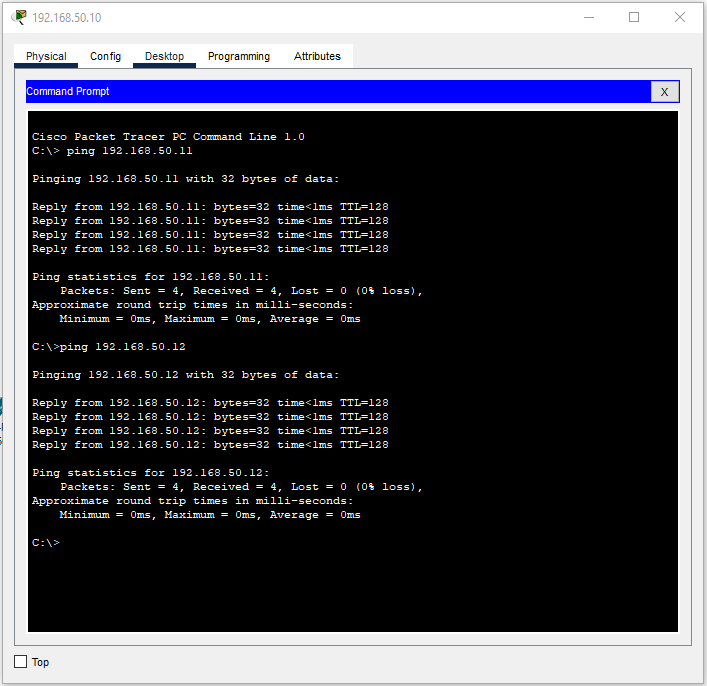 192.168.50.10
Physical Config Desktop Programming Attributes
Command Prompt X
Cisco Packet Tracer PC Command Line 1.0
C:\> ping 192.168.50.11
Pinging 192.168.50.11 with 32 bytes of data:
Reply from 192.168.50.11: bytes=32 time<1ms TTL=128
Reply from 192.168.50.11: bytes=32 time<1ms TTL=128
Reply from 192.168.50.11: bytes=32 time<1ms TTL=128
Reply from 192.168.50.11: bytes=32 time<1ms TTL=128
Ping statistics for 192.168.50.11:
Packets: Sent = 4, Received = 4, Lost = 0 (0% loss),
Approximate round trip times in milli-seconds:
Minimum = 0ms, Maximum = 0ms, Average = 0ms
C:\>ping 192.168.50.12
Pinging 192.168.50.12 with 32 bytes of data:
Reply from 192.168.50.12: bytes=32 time<1ms TTL=128
Reply from 192.168.50.12: bytes=32 time<1ms TTL=128
Reply from 192.168.50.12: bytes=32 time<1ms TTL=128
Reply from 192.168.50.12: bytes=32 time<1ms TTL=128
Ping statistics for 192.168.50.12:
Packets: Sent = 4, Received = 4, Lost = 0 (0% loss),
Approximate round trip times in milli-seconds:
Minimum = 0ms, Maximum = 0ms, Average = 0ms
C:\>
Top